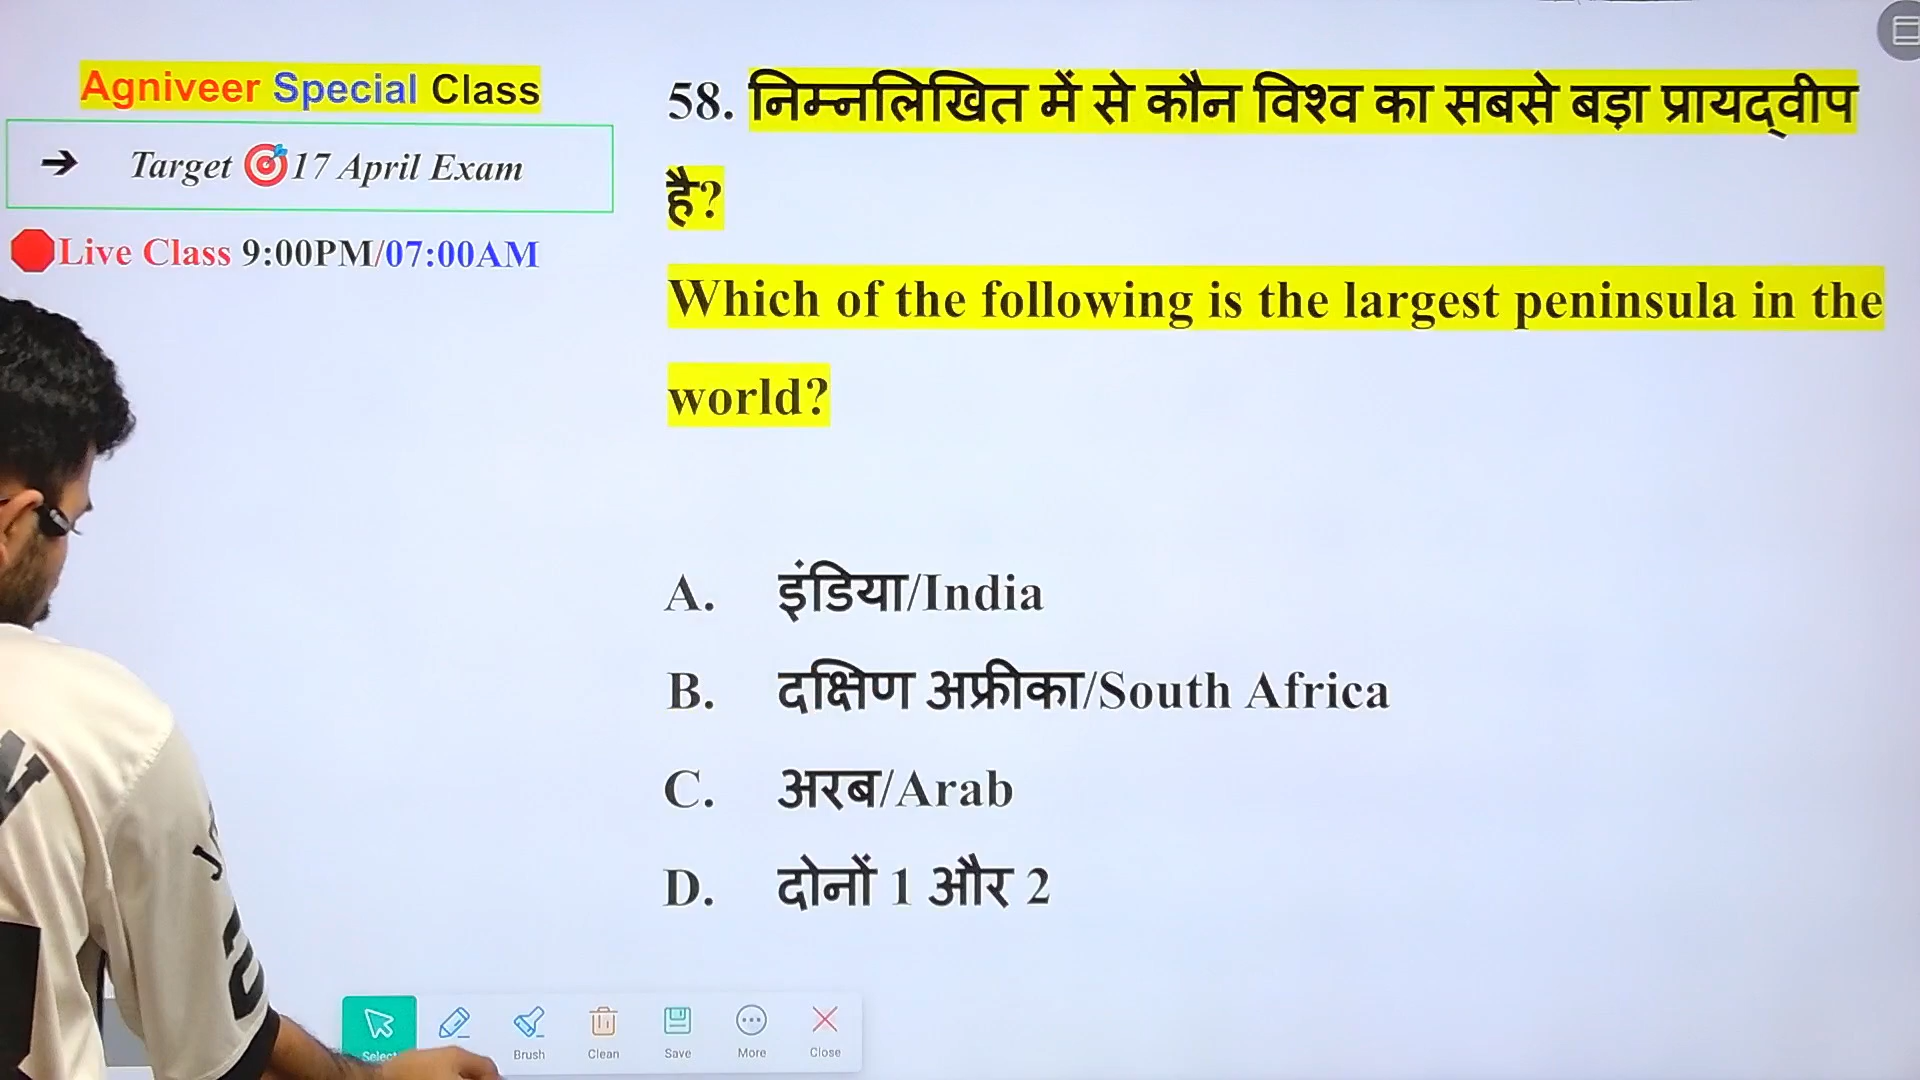 Agniveer Special Class
→ Target 17 April Exam
Live Class 9:00PM/07:00AM
58. निम्नलिखित में से कौन विश्व का सबसे बड़ा प्रायद्वीप
है?
Which of the following is the largest peninsula in the
world?
A. इंडिया/India
B. दक्षिण अफ्रीका/South Africa
C. अरब/Arab
D. दोनों 1 और 2
Select
Brush
Clean
Save
More
Close